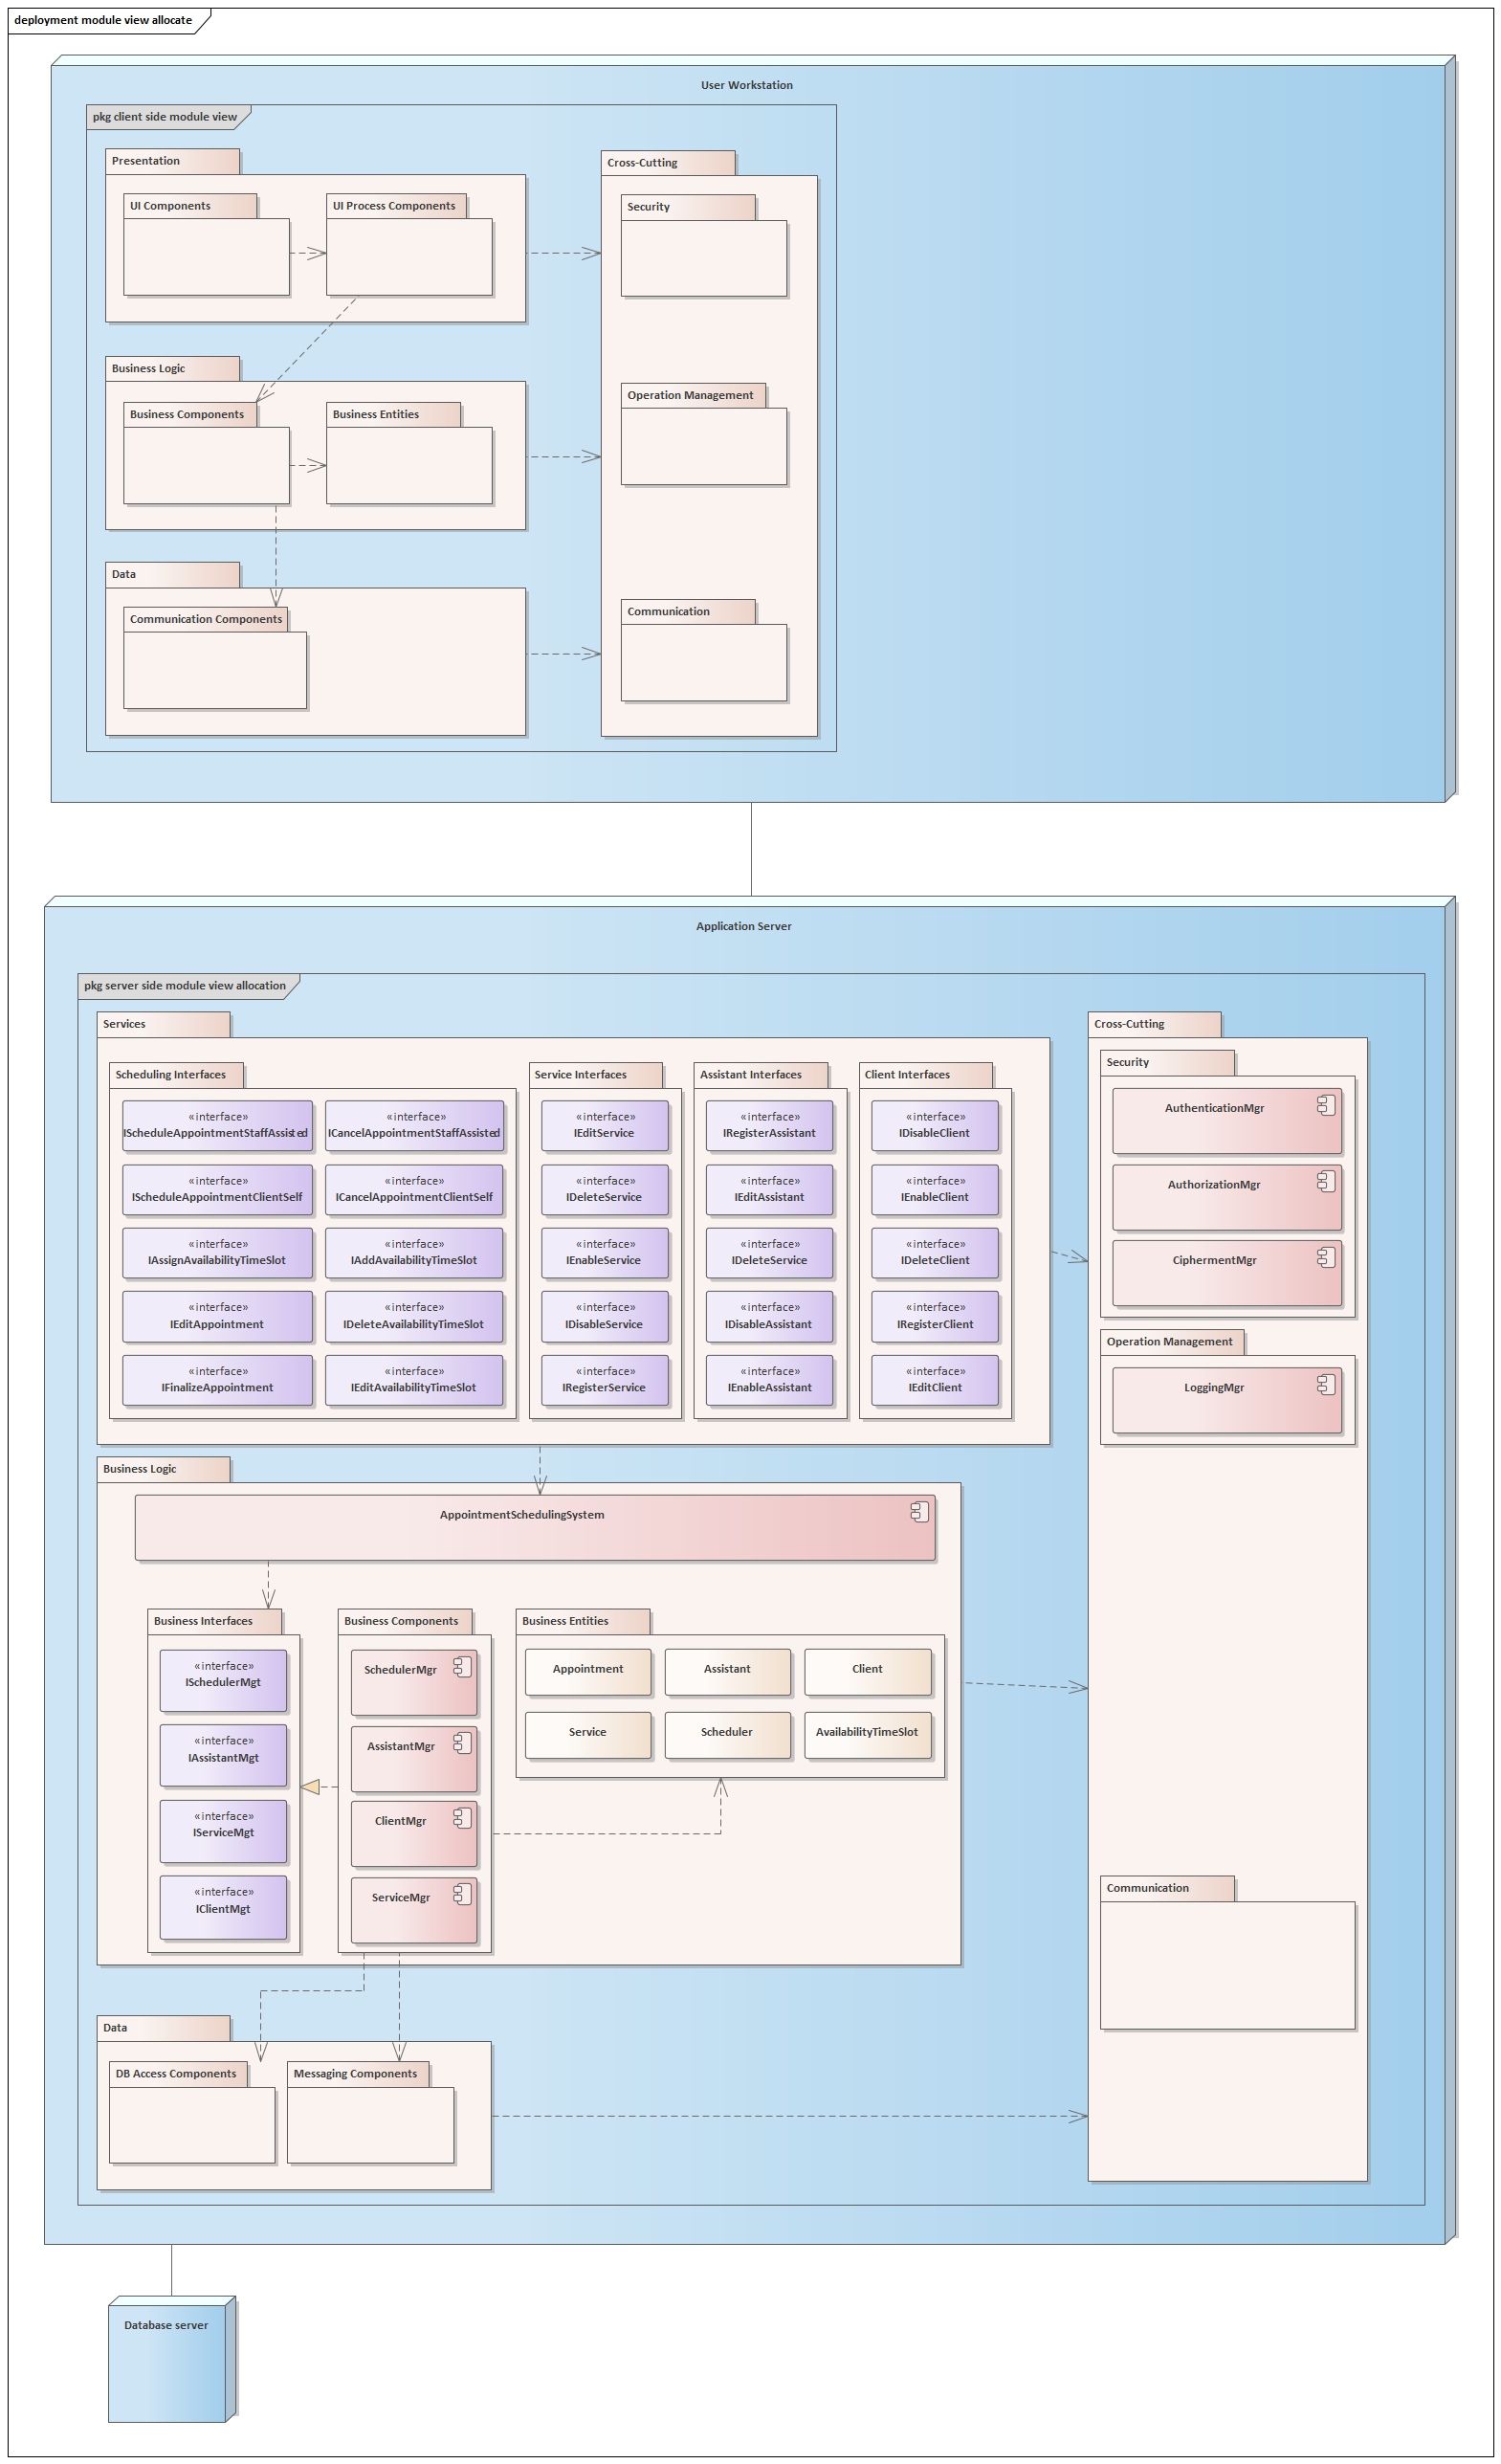 deployment module view allocate
User Workstation
pkg client side module view
Presentation
UI Components
UI Process Components
Cross-Cutting
Security
Business Logic
Business Components
Business Entities
Operation Management
Data
Communication Components
Communication
Application Server
pkg server side module view allocation
Services
Scheduling Interfaces
«interface»
IScheduleAppointmentStaffAssisted
«interface»
ICancelAppointmentStaffAssisted
«interface»
IScheduleAppointmentClientSelf
«interface»
ICancelAppointmentClientSelf
«interface»
IAssignAvailabilityTimeSlot
«interface»
IAddAvailabilityTimeSlot
«interface»
IEditAppointment
«interface»
IDeleteAvailabilityTimeSlot
«interface»
IFinalizeAppointment
«interface»
IEditAvailabilityTimeSlot
Service Interfaces
«interface»
IEditService
«interface»
IDeleteService
«interface»
IEnableService
«interface»
IDisableService
«interface»
IRegisterService
Assistant Interfaces
«interface»
IRegisterAssistant
«interface»
IEditAssistant
«interface»
IDeleteService
«interface»
IDisableAssistant
«interface»
IEnableAssistant
Client Interfaces
«interface»
IDisableClient
«interface»
IEnableClient
«interface»
IDeleteClient
«interface»
IRegisterClient
«interface»
IEditClient
Cross-Cutting
Security
AuthenticationMgr
AuthorizationMgr
CiphermentMgr
Operation Management
LoggingMgr
Business Logic
AppointmentSchedulingSystem
Business Interfaces
«interface»
ISchedulerMgt
«interface»
IAssistantMgt
«interface»
IServiceMgt
«interface»
IClientMgt
Business Components
SchedulerMgr
AssistantMgr
ClientMgr
ServiceMgr
Business Entities
Appointment
Assistant
Client
Service
Scheduler
AvailabilityTimeSlot
Communication
Data
DB Access Components
Messaging Components
Database server